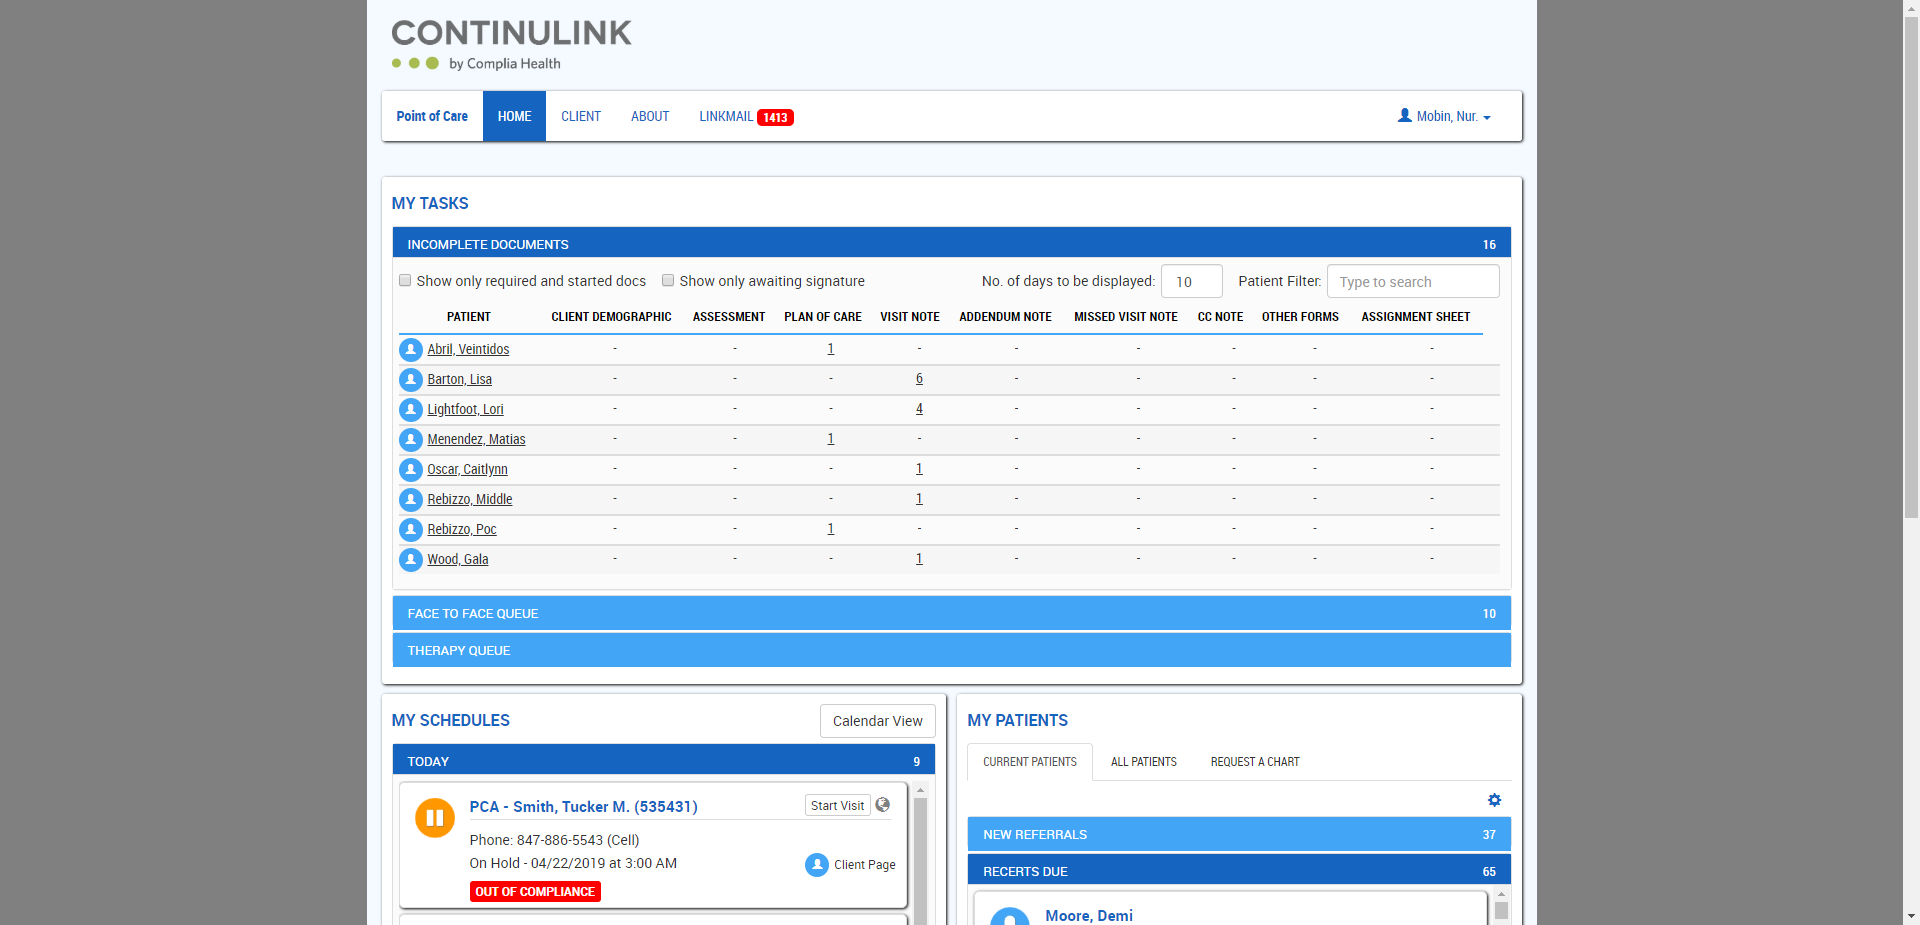 CONTINULINK
by Complia Health
Point of Care HOME CLIENT ABOUT LINKMAIL 1413 Mobin, Nur.
MY TASKS
INCOMPLETE DOCUMENTS 16
Show only required and started docs Show only awaiting signature No. of days to be displayed: 10 Patient Filter: Type to search
PATIENT CLIENT DEMOGRAPHIC ASSESSMENT PLAN OF CARE VISIT NOTE ADDENDUM NOTE MISSED VISIT NOTE CC NOTE OTHER FORMS ASSIGNMENT SHEET
Abril, Veintidos - - 1 - - - - - -
Barton, Lisa - - - 6 - - - - -
Lightfoot, Lori - - - 4 - - - - -
Menendez, Matias - - 1 - - - - - -
Oscar, Caitlynn - - - 1 - - - - -
Rebizzo, Middle - - - 1 - - - - -
Rebizzo, Poc - - 1 - - - - - -
Wood, Gala - - - 1 - - - - -
FACE TO FACE QUEUE 10
THERAPY QUEUE
MY SCHEDULES Calendar View
TODAY 9
PCA - Smith, Tucker M. (535431) Start Visit
Phone: 847-886-5543 (Cell)
On Hold - 04/22/2019 at 3:00 AM Client Page
OUT OF COMPLIANCE
MY PATIENTS
CURRENT PATIENTS ALL PATIENTS REQUEST A CHART
NEW REFERRALS 37
RECERTS DUE 65
Moore, Demi